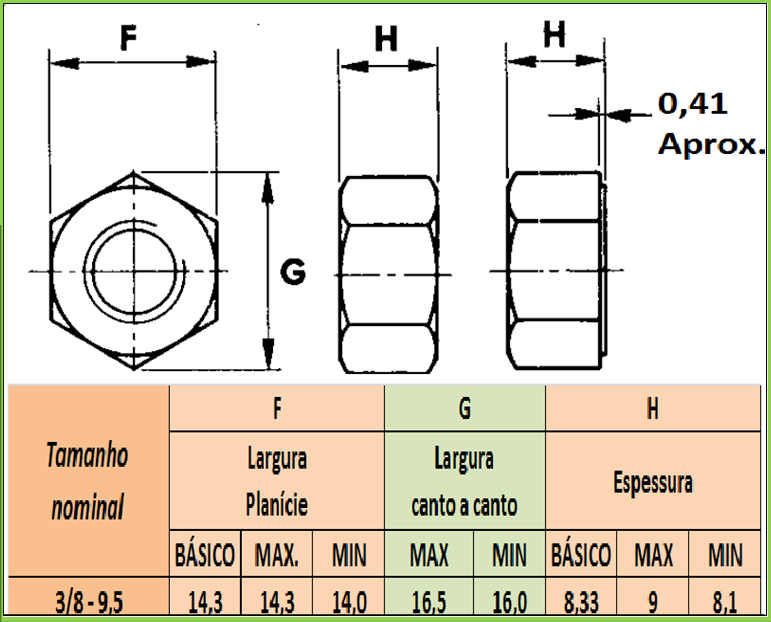 F
H
H
0,41
Aprox.
G
F G H
Tamanho nominal
Largura Planície
Largura canto a canto
Espessura
BÁSICO MAX. MIN MAX MIN BÁSICO MAX MIN
3/8 - 9,5 14,3 14,3 14,0 16,5 16,0 8,33 9 8,1